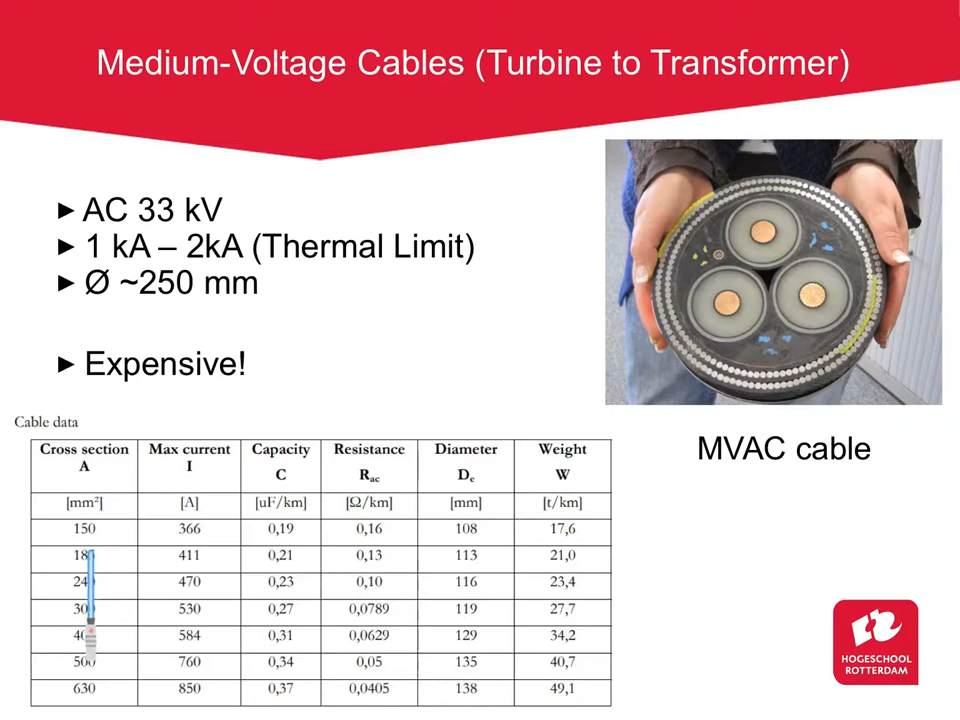 Medium-Voltage Cables (Turbine to Transformer)
► AC 33 kV
► 1 kA – 2kA (Thermal Limit)
► Ø ~250 mm
► Expensive!
MVAC cable
Cable data
Cross section A Max current I Capacity C Resistance Rac Diameter De Weight W
[mm²] [A] [uF/km] [Ω/km] [mm] [t/km]
150 366 0,19 0,16 108 17,6
411 0,21 0,13 113 21,0
470 0,23 0,10 116 23,4
530 0,27 0,0789 119 27,7
584 0,31 0,0629 129 34,2
500 760 0,34 0,05 135 40,7
630 850 0,37 0,0405 138 49,1
HOGESCHOOL
ROTTERDAM